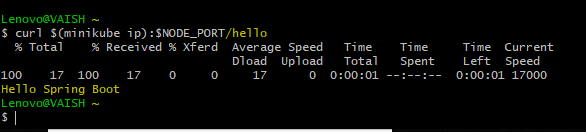 Lenovo@VAISH ~
$ curl $(minikube ip):$NODE_PORT/hello
% Total % Received % Xferd Average Speed Time Time Time Current
Dload Upload Total Spent Left Speed
100 17 100 17 0 0 17 0 0:00:01 --:--:-- 0:00:01 17000
Hello Spring Boot
Lenovo@VAISH ~
$